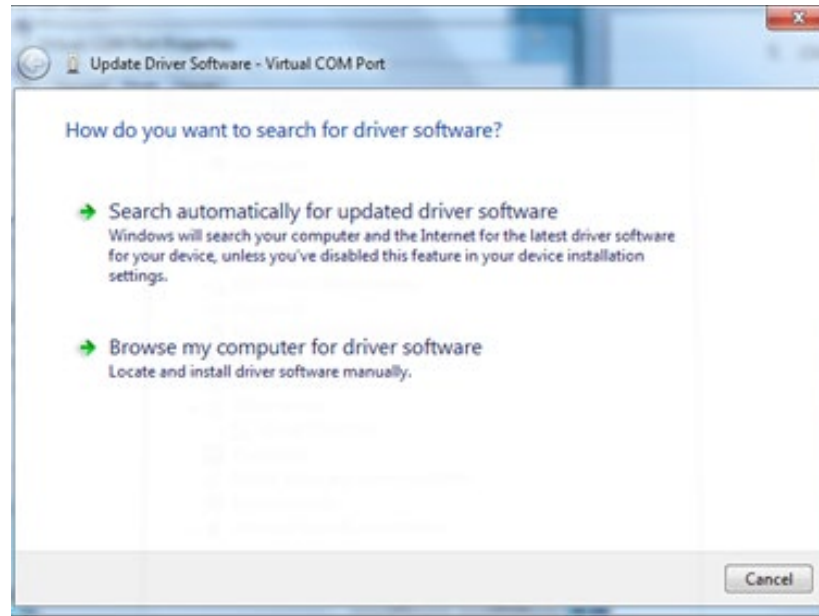 Update Driver Software - Virtual COM Port
How do you want to search for driver software?
Search automatically for updated driver software
Windows will search your computer and the Internet for the latest driver software
for your device, unless you've disabled this feature in your device installation
settings.
Browse my computer for driver software
Locate and install driver software manually.
Cancel